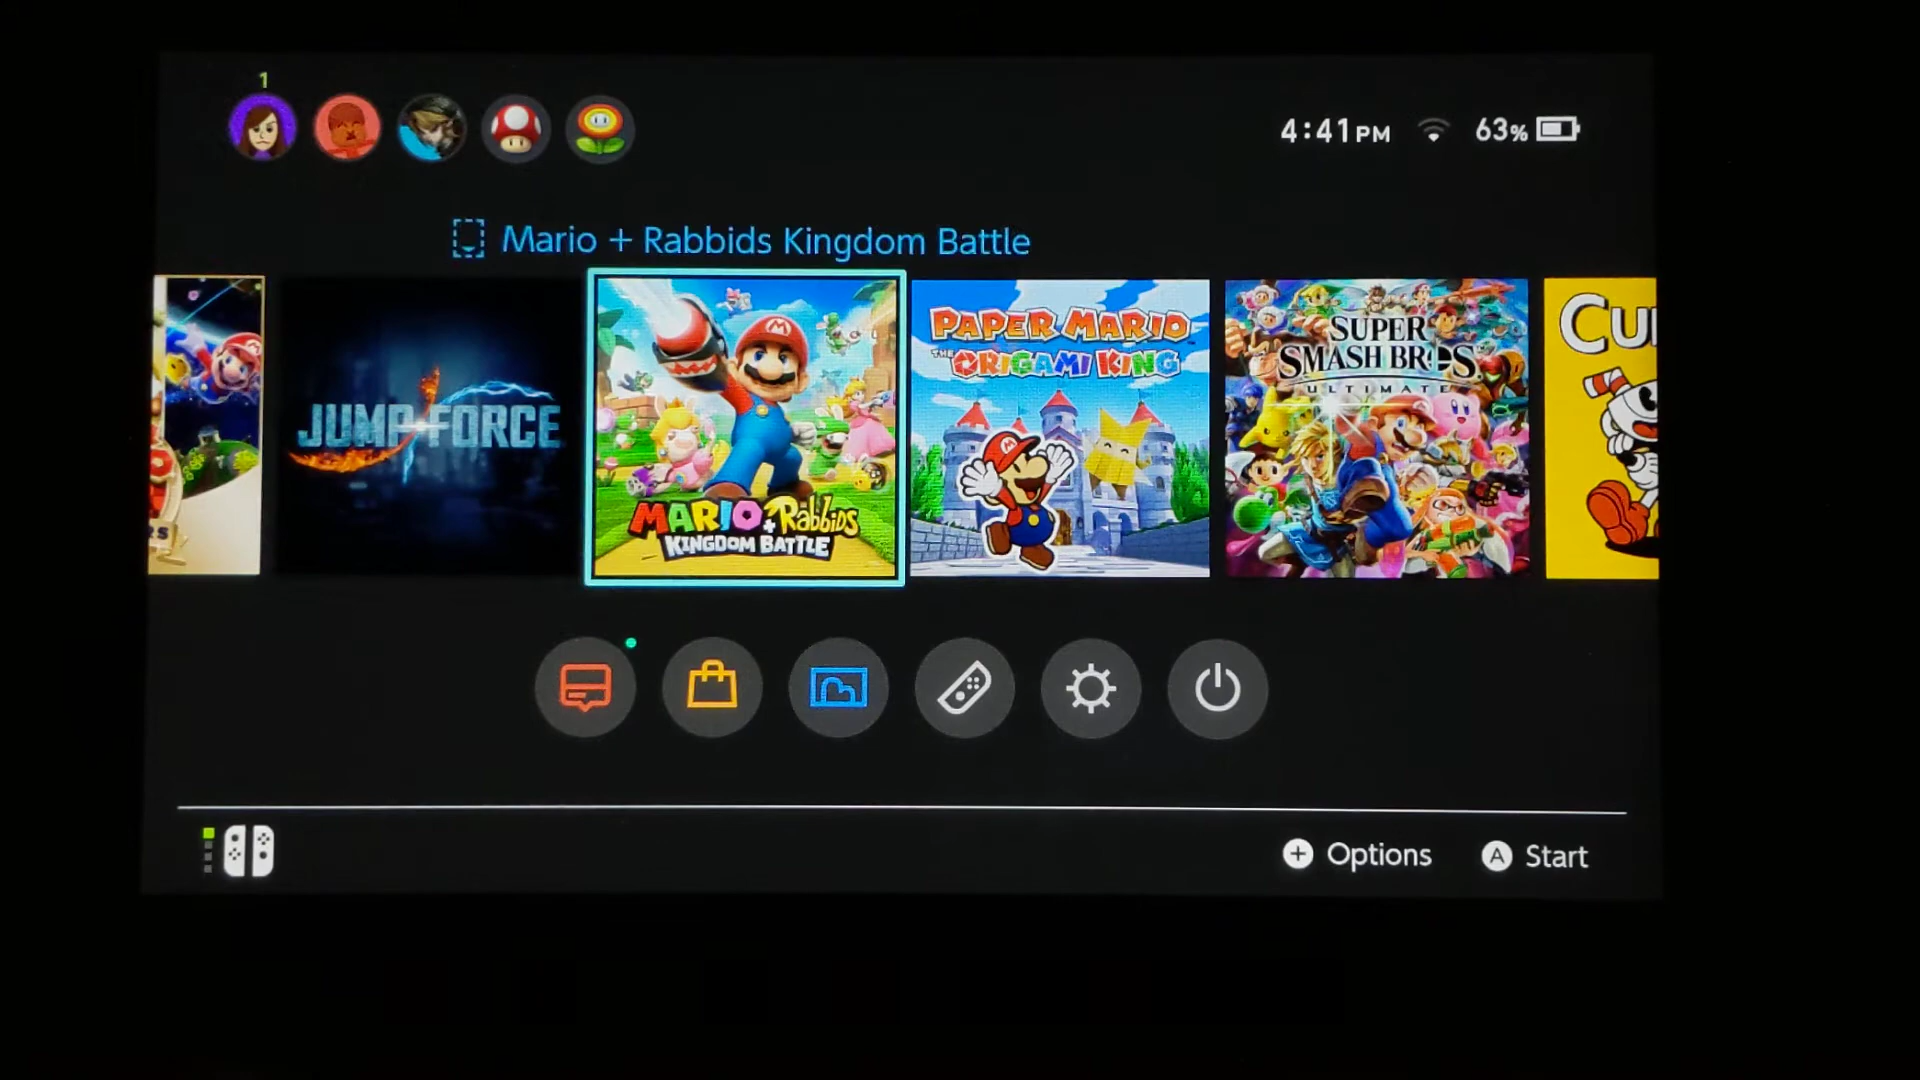 1
4:41PM
63%
Mario + Rabbids Kingdom Battle
JUMP FORCE
MARIO + Rabbids
KINGDOM BATTLE
PAPER MARIO
THE ORIGAMI KING
SUPER
SMASH BROS.
ULTIMATE
Options
A Start